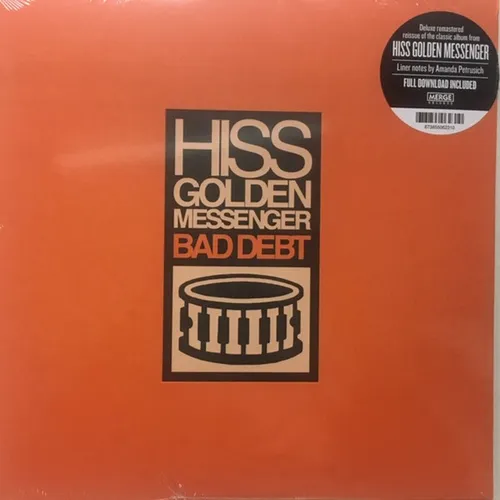 Deluxe remastered
reissue of the classic album from
HISS GOLDEN MESSENGER
Liner notes by Amanda Petrusich
FULL DOWNLOAD INCLUDED
MERGE
RECORDS
HISS
GOLDEN
MESSENGER
BAD DEBT